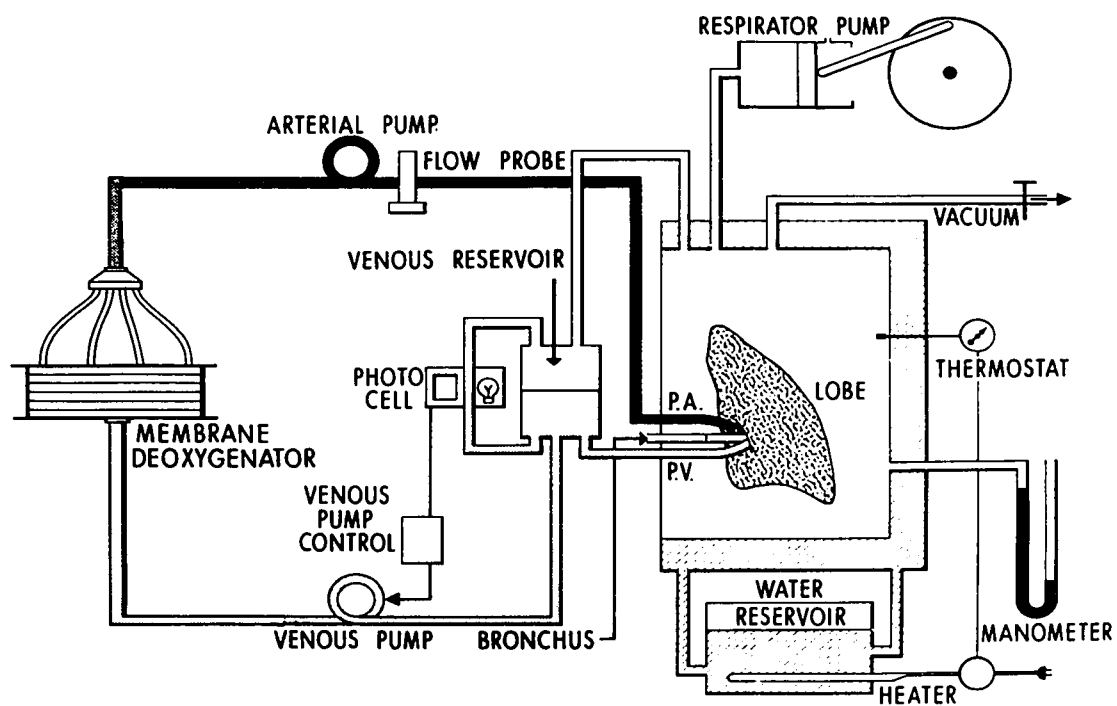 RESPIRATOR PUMP
ARTERIAL PUMP
FLOW PROBE
VACUUM
VENOUS RESERVOIR
THERMOSTAT
PHOTO
CELL
LOBE
P.A.
MEMBRANE
DEOXYGENATOR
P.V.
VENOUS
PUMP
CONTROL
WATER
RESERVOIR
VENOUS PUMP
BRONCHUS
MANOMETER
HEATER